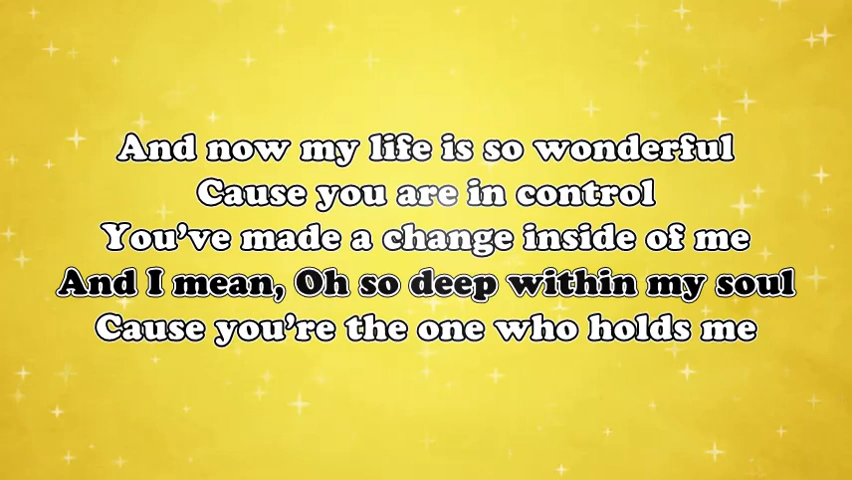 And now my life is so wonderful
Cause you are in control
You've made a change inside of me
And I mean, Oh so deep within my soul
Cause you're the one who holds me